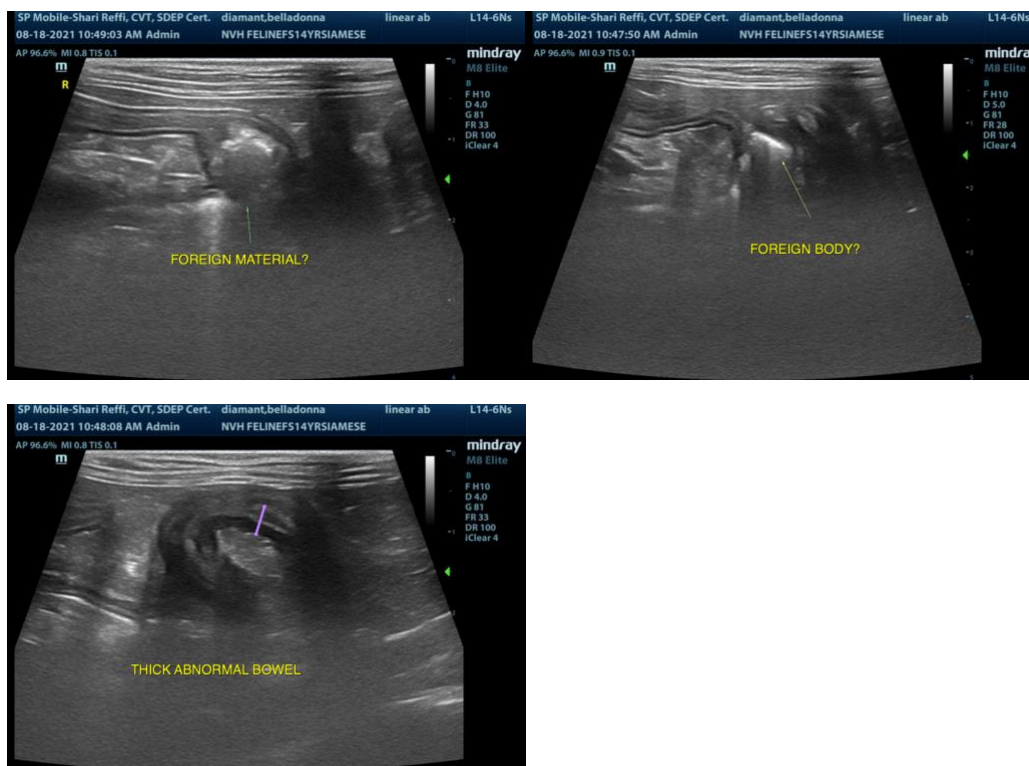 SP Mobile-Shari Reffi, CVT, SDEP Cert. diamant,belladonna linear ab L14-6Ns
08-18-2021 10:49:03 AM Admin NVH FELINEFS14YRSIAMESE
AP 96.6% MI 0.8 TIS 0.1
mindray
m
M8 Elite
R
B
F H10
D 4.0
G 81
FR 33
DR 100
iClear 4
0
1
2
FOREIGN MATERIAL?
SP Mobile-Shari Reffi, CVT, SDEP Cert. diamant,belladonna linear ab L14-6Ns
08-18-2021 10:47:50 AM Admin NVH FELINEFS14YRSIAMESE
AP 96.6% MI 0.9 TIS 0.1
mindra
m
M8 Elite
B
F H10
D 5.0
G 81
FR 28
DR 100
iClear 4
FOREIGN BODY?
SP Mobile-Shari Reffi, CVT, SDEP Cert. diamant,belladonna linear ab L14-6Ns
08-18-2021 10:48:08 AM Admin NVH FELINEFS14YRSIAMESE
AP 96.6% MI 0.8 TIS 0.1
mindray
m
M8 Elite
B
F H10
D 4.0
G 81
FR 33
DR 100
iClear 4
THICK ABNORMAL BOWEL